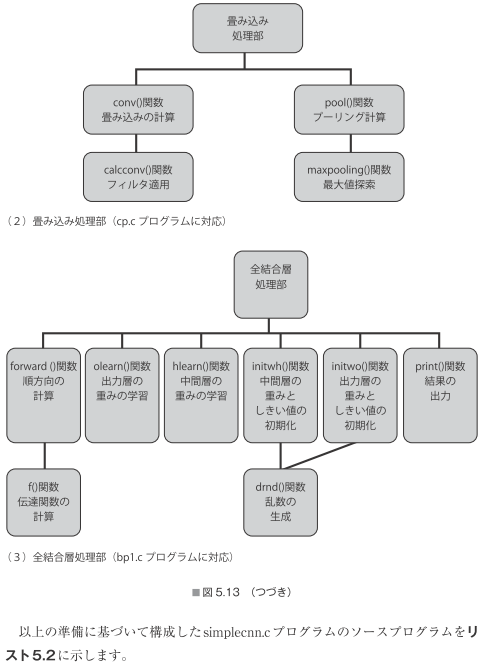 畳み込み
処理部
conv()関数
畳み込みの計算
pool()関数
プーリング計算
calcconv()関数
フィルタ適用
maxpooling()関数
最大値探索
（２）畳み込み処理部（cp.c プログラムに対応）
全結合層
処理部
forward ()関数
順方向の
計算
olearn()関数
出力層の
重みの学習
hlearn()関数
中間層の
重みの学習
initwh()関数
中間層の
重みと
しきい値の
初期化
initwo()関数
出力層の
重みと
しきい値の
初期化
print()関数
結果の
出力
f()関数
伝達関数の
計算
drnd()関数
乱数の
生成
（３）全結合層処理部（bp1.c プログラムに対応）
■図 5.13 （つづき）
以上の準備に基づいて構成した simplecnn.c プログラムのソースプログラムをリ
スト5.2 に示します。